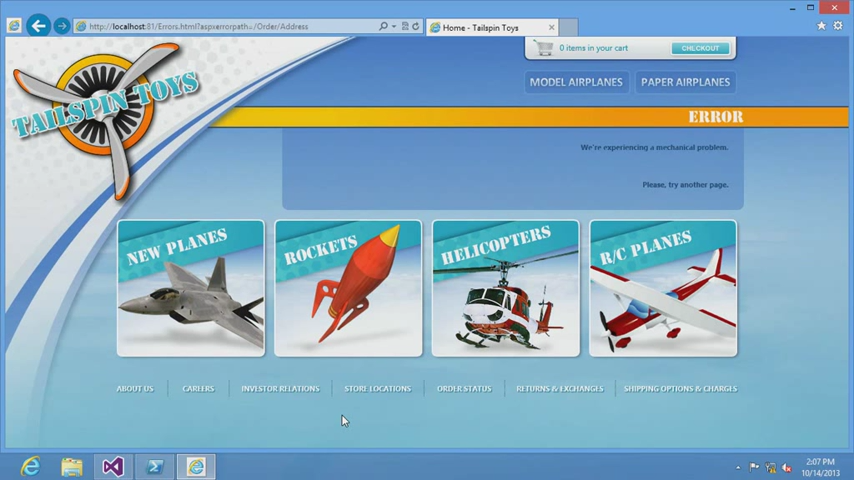 http://localhost:81/Errors.html?aspxerrorpath=/Order/Address
Home - Tailspin Toys
0 items in your cart
CHECKOUT
TAILSPIN TOYS
MODEL AIRPLANES
PAPER AIRPLANES
ERROR
We're experiencing a mechanical problem.
Please, try another page.
NEW PLANES
ROCKETS
HELICOPTERS
R/C PLANES
ABOUT US
CAREERS
INVESTOR RELATIONS
STORE LOCATIONS
ORDER STATUS
RETURNS & EXCHANGES
SHIPPING OPTIONS & CHARGES
2:07 PM
10/14/2013